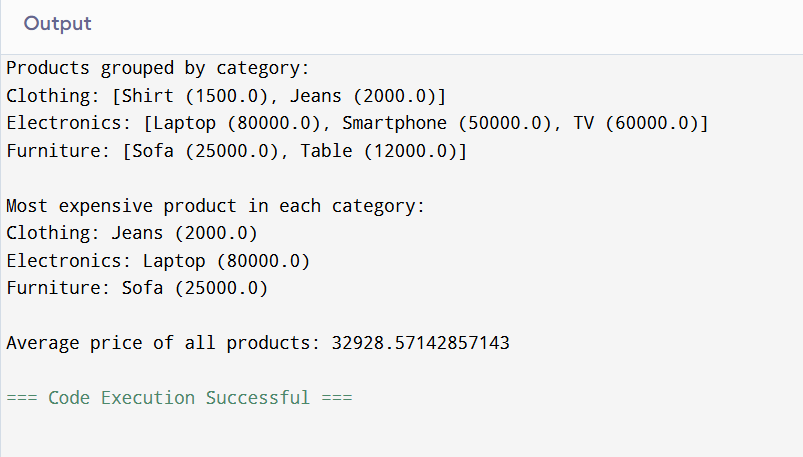 Output
Products grouped by category:
Clothing: [Shirt (1500.0), Jeans (2000.0)]
Electronics: [Laptop (80000.0), Smartphone (50000.0), TV (60000.0)]
Furniture: [Sofa (25000.0), Table (12000.0)]
Most expensive product in each category:
Clothing: Jeans (2000.0)
Electronics: Laptop (80000.0)
Furniture: Sofa (25000.0)
Average price of all products: 32928.57142857143
=== Code Execution Successful ===